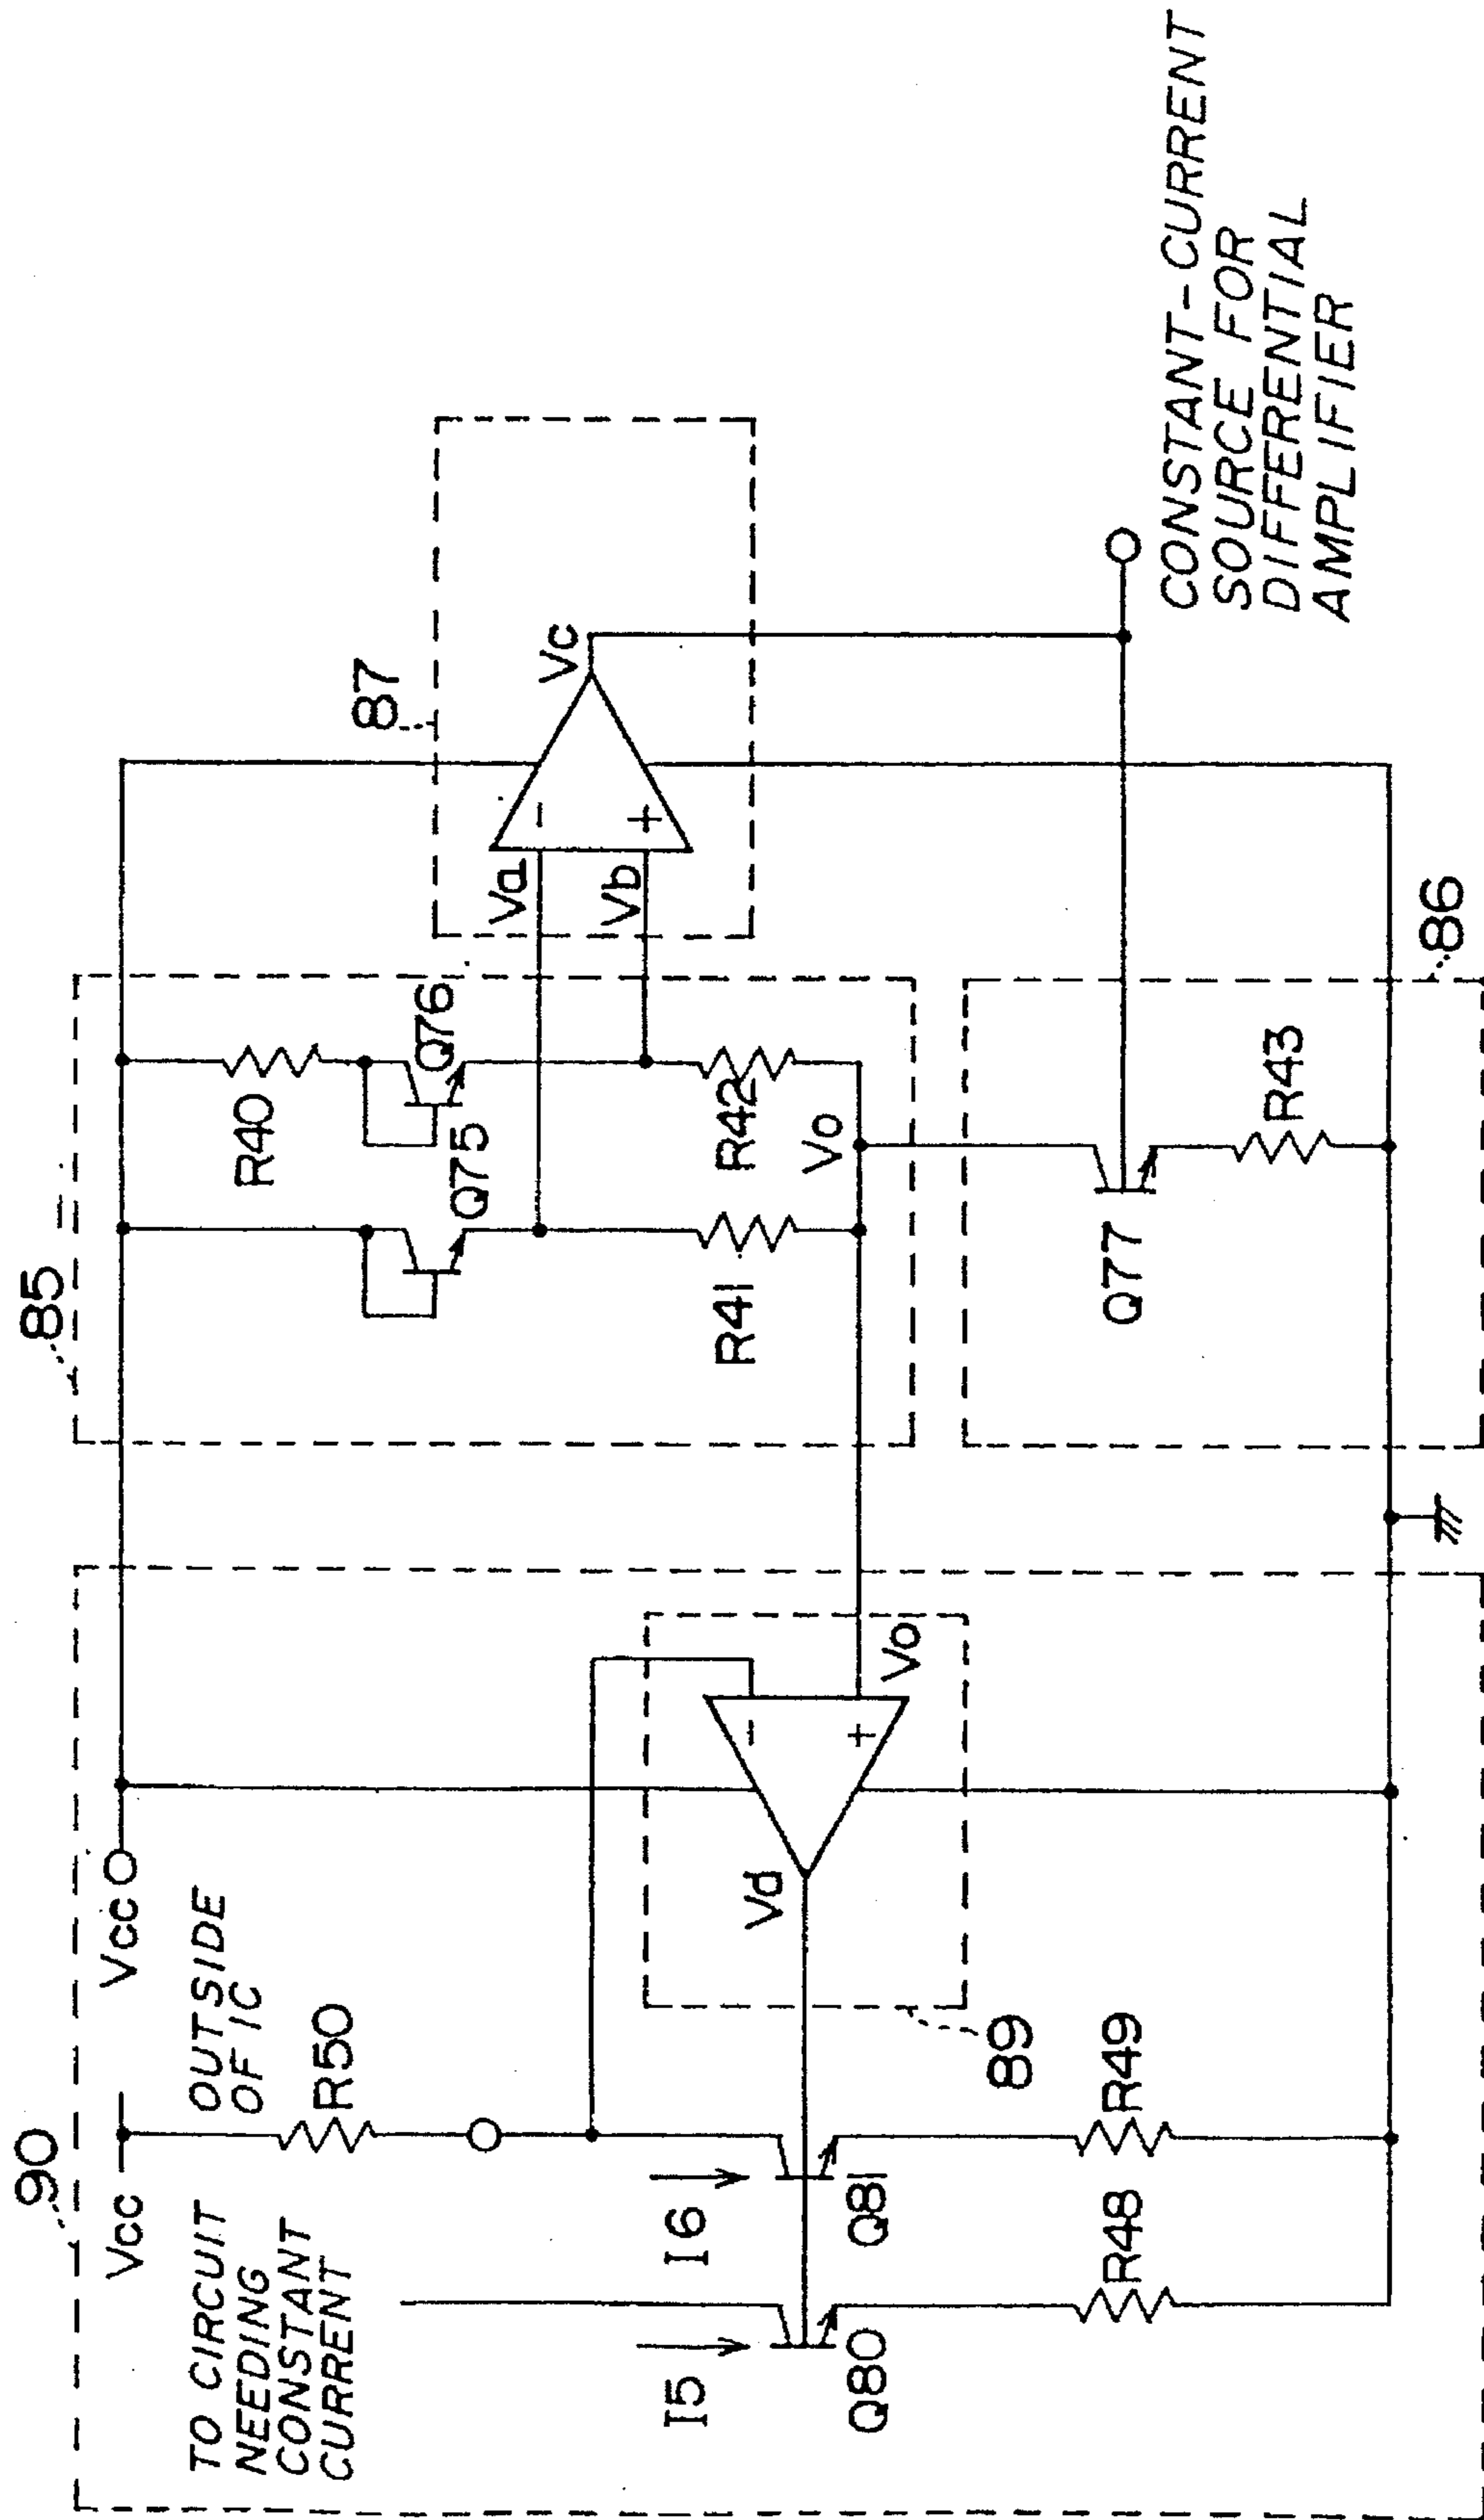 90
Vcc
Vcc
TO CIRCUIT
NEEDING
CONSTANT
CURRENT
OUTSIDE
OF IC
R50
I5
I6
Q80
Q81
R48
R49
Vd
-
+
Vo
89
85
R40
Q75
Q76
R41
R42
Vo
87
Va
Vb
-
+
Vc
Q77
R43
86
CONSTANT-CURRENT
SOURCE FOR
DIFFERENTIAL
AMPLIFIER